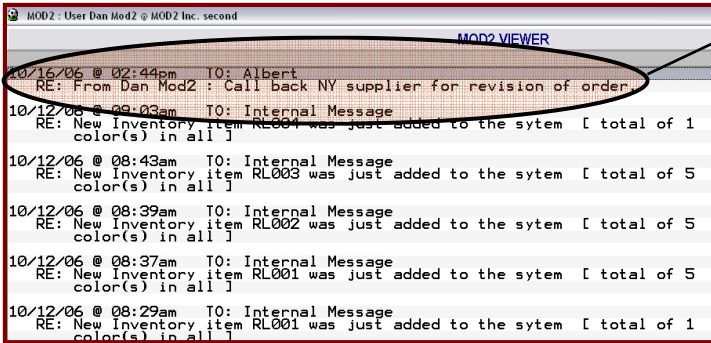 MOD2 : User Dan Mod2 @ MOD2 Inc. second
MOD2 VIEWER
10/16/06 @ 02:44pm TO: Albert
RE: From Dan Mod2 : Call back NY supplier for revision of order.
10/12/06 @ 09:03am TO: Internal Message
RE: New Inventory item RL004 was just added to the sytem [ total of 1
color(s) in all ]
10/12/06 @ 08:43am TO: Internal Message
RE: New Inventory item RL003 was just added to the sytem [ total of 5
color(s) in all ]
10/12/06 @ 08:39am TO: Internal Message
RE: New Inventory item RL002 was just added to the sytem [ total of 5
color(s) in all ]
10/12/06 @ 08:37am TO: Internal Message
RE: New Inventory item RL001 was just added to the sytem [ total of 5
color(s) in all ]
10/12/06 @ 08:29am TO: Internal Message
RE: New Inventory item RL001 was just added to the sytem [ total of 1
color(s) in all ]